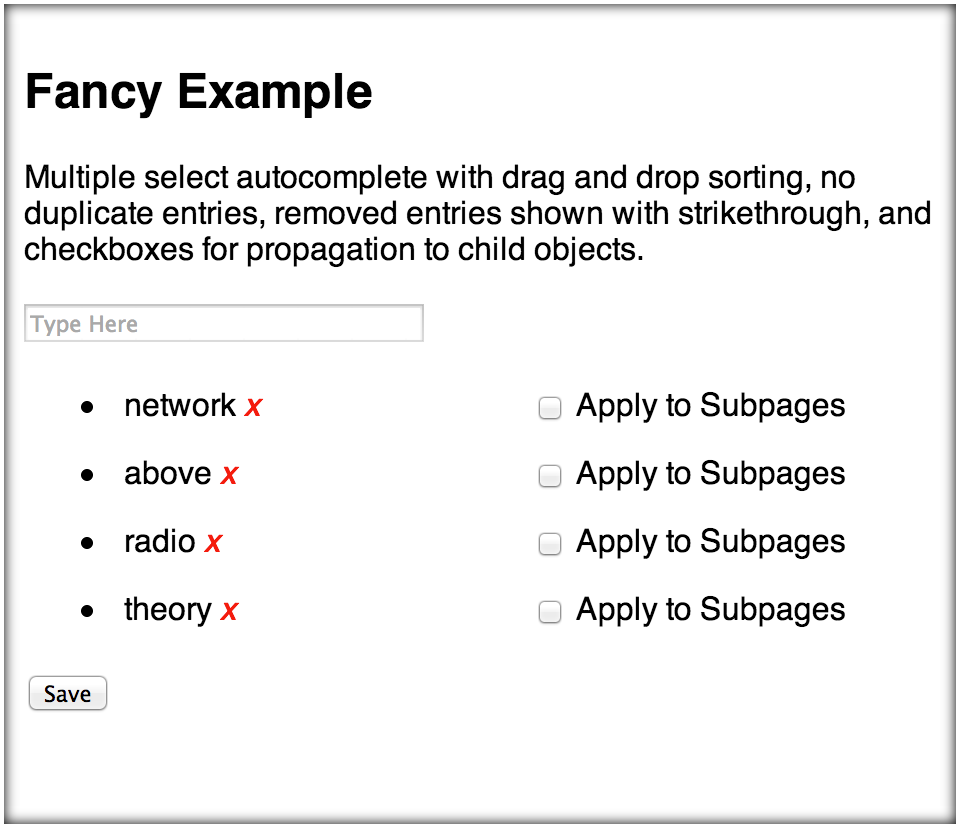 Fancy Example
Multiple select autocomplete with drag and drop sorting, no
duplicate entries, removed entries shown with strikethrough, and
checkboxes for propagation to child objects.
Type Here
network x Apply to Subpages
above x Apply to Subpages
radio x Apply to Subpages
theory x Apply to Subpages
Save